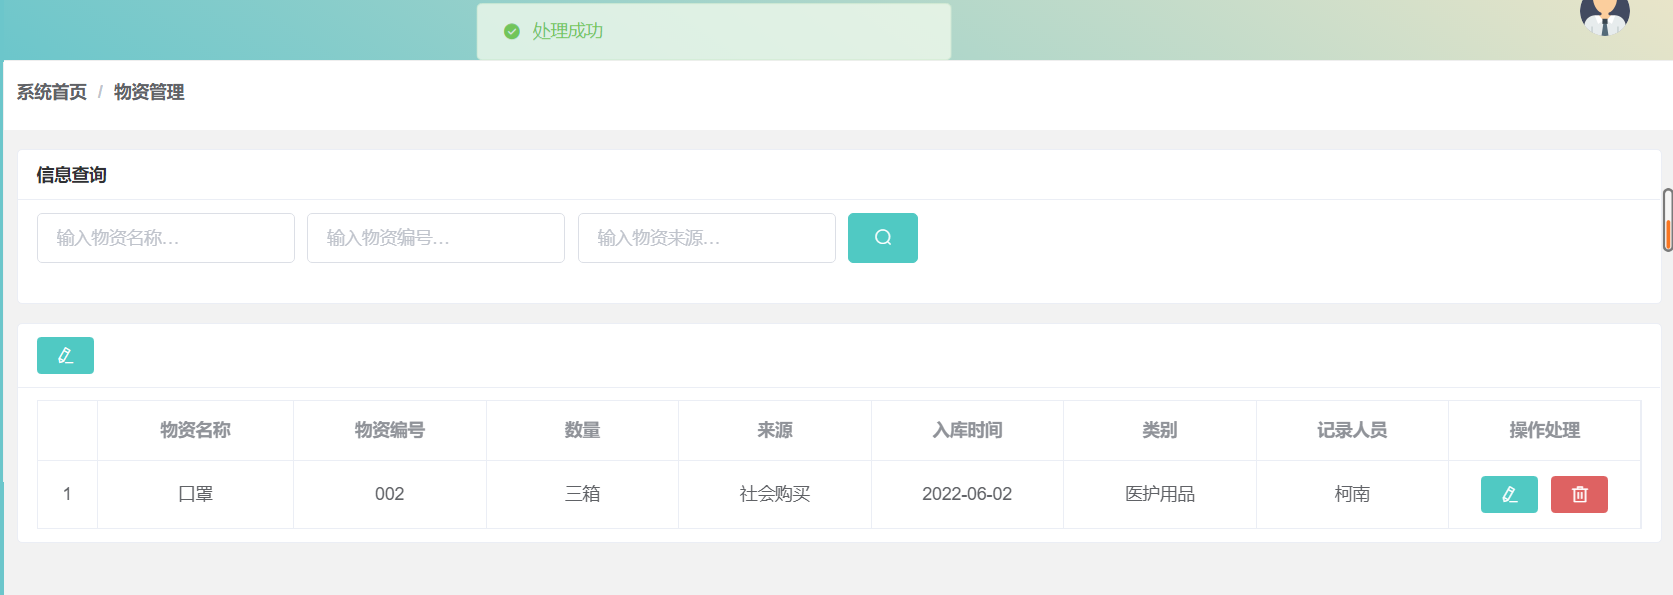 处理成功
系统首页 / 物资管理
信息查询
输入物资名称... 输入物资编号... 输入物资来源...
物资名称 物资编号 数量 来源 入库时间 类别 记录人员 操作处理
1 口罩 002 三箱 社会购买 2022-06-02 医护用品 柯南